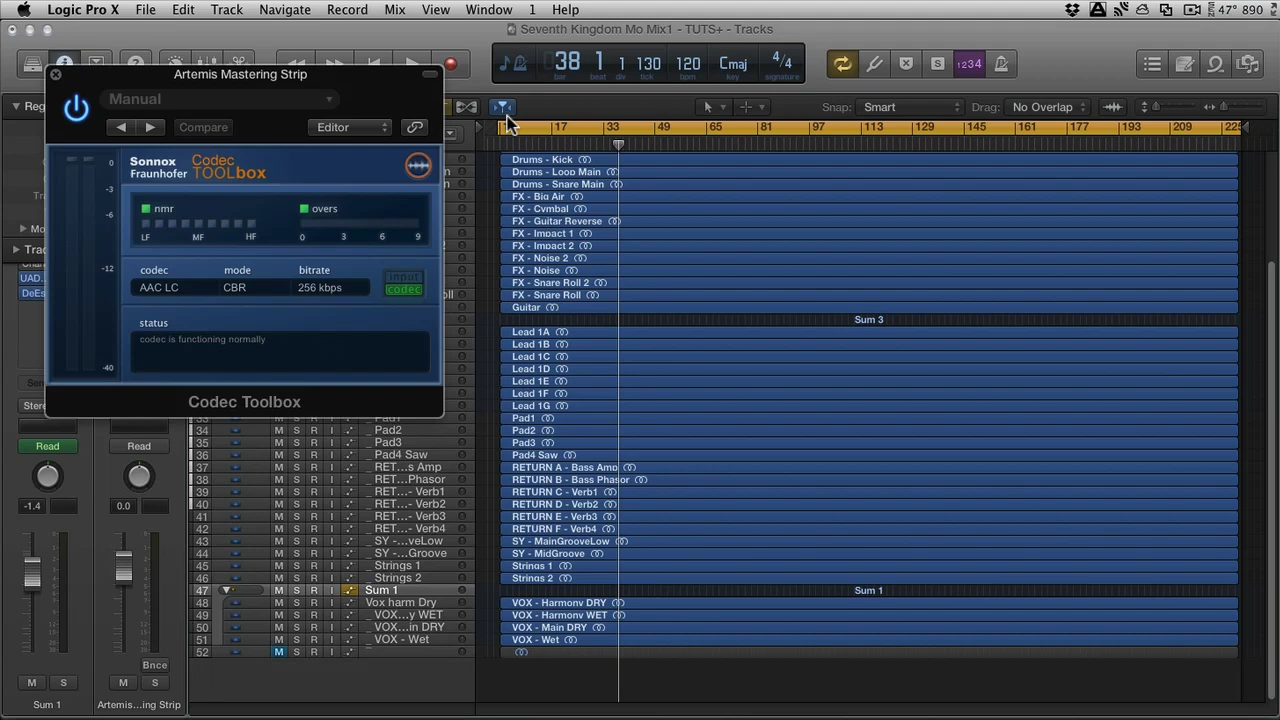 Logic Pro X File Edit Track Navigate Record Mix View Window 1 Help 47° 890
Seventh Kingdom Mo Mix1 - TUTS+ - Tracks
38 1 1 130 120 Cmaj 4/4
bar beat div tick bpm key signature
1234
Artemis Mastering Strip
Manual
Compare Editor
Snap: Smart Drag: No Overlap
17 33 49 65 81 97 113 129 145 161 177 193 209
Sonnox Fraunhofer
Codec TOOLbox
nmr overs
LF MF HF 0 3 6 9
0
-3
-6
-12
-40
codec mode bitrate
AAC LC CBR 256 kbps
input
codec
status
codec is functioning normally
Codec Toolbox
Drums - Kick
Drums - Loop Main
Drums - Snare Main
FX - Big Air
FX - Cymbal
FX - Guitar Reverse
FX - Impact 1
FX - Impact 2
FX - Noise 2
FX - Noise
FX - Snare Roll 2
FX - Snare Roll
Guitar
Sum 3
Lead 1A
Lead 1B
Lead 1C
Lead 1D
Lead 1E
Lead 1F
Lead 1G
Pad1
34 M S R I _ Pad2 Pad2
35 M S R I _ Pad3 Pad3
36 M S R I _ Pad4 Saw Pad4 Saw
37 M S R I _ RET...s Amp RETURN A - Bass Amp
38 M S R I _ RET...Phasor RETURN B - Bass Phasor
39 M S R I _ RET...- Verb1 RETURN C - Verb1
40 M S R I _ RET...- Verb2 RETURN D - Verb2
41 M S R I _ RET...- Verb3 RETURN E - Verb3
42 M S R I _ RET...- Verb4 RETURN F - Verb4
43 M S R I _ SY -...veLow SY - MainGrooveLow
44 M S R I _ SY -...Groove SY - MidGroove
45 M S R I _ Strings 1 Strings 1
46 M S R I _ Strings 2 Strings 2
47 M S R I Sum 1 Sum 1
48 M S R I Vox harm Dry VOX - Harmony DRY
49 M S R I _ VOX...y WET VOX - Harmony WET
50 M S R I _ VOX...in DRY VOX - Main DRY
51 M S R I _ VOX - Wet VOX - Wet
52 M S R I
Read Read
-1.4 0.0
Bnce
M S M S
Sum 1 Artemis...ing Strip